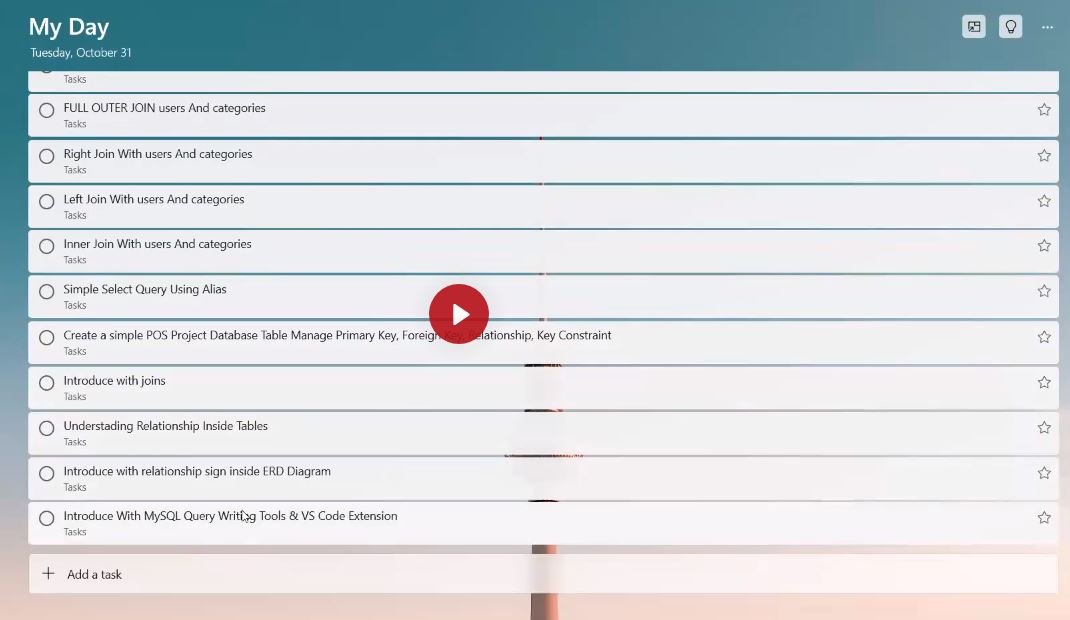 My Day
Tuesday, October 31
Tasks
FULL OUTER JOIN users And categories
Tasks
Right Join With users And categories
Tasks
Left Join With users And categories
Tasks
Inner Join With users And categories
Tasks
Simple Select Query Using Alias
Tasks
Create a simple POS Project Database Table Manage Primary Key, Foreign Key, Relationship, Key Constraint
Tasks
Introduce with joins
Tasks
Understading Relationship Inside Tables
Tasks
Introduce with relationship sign inside ERD Diagram
Tasks
Introduce With MySQL Query Writing Tools & VS Code Extension
Tasks
Add a task